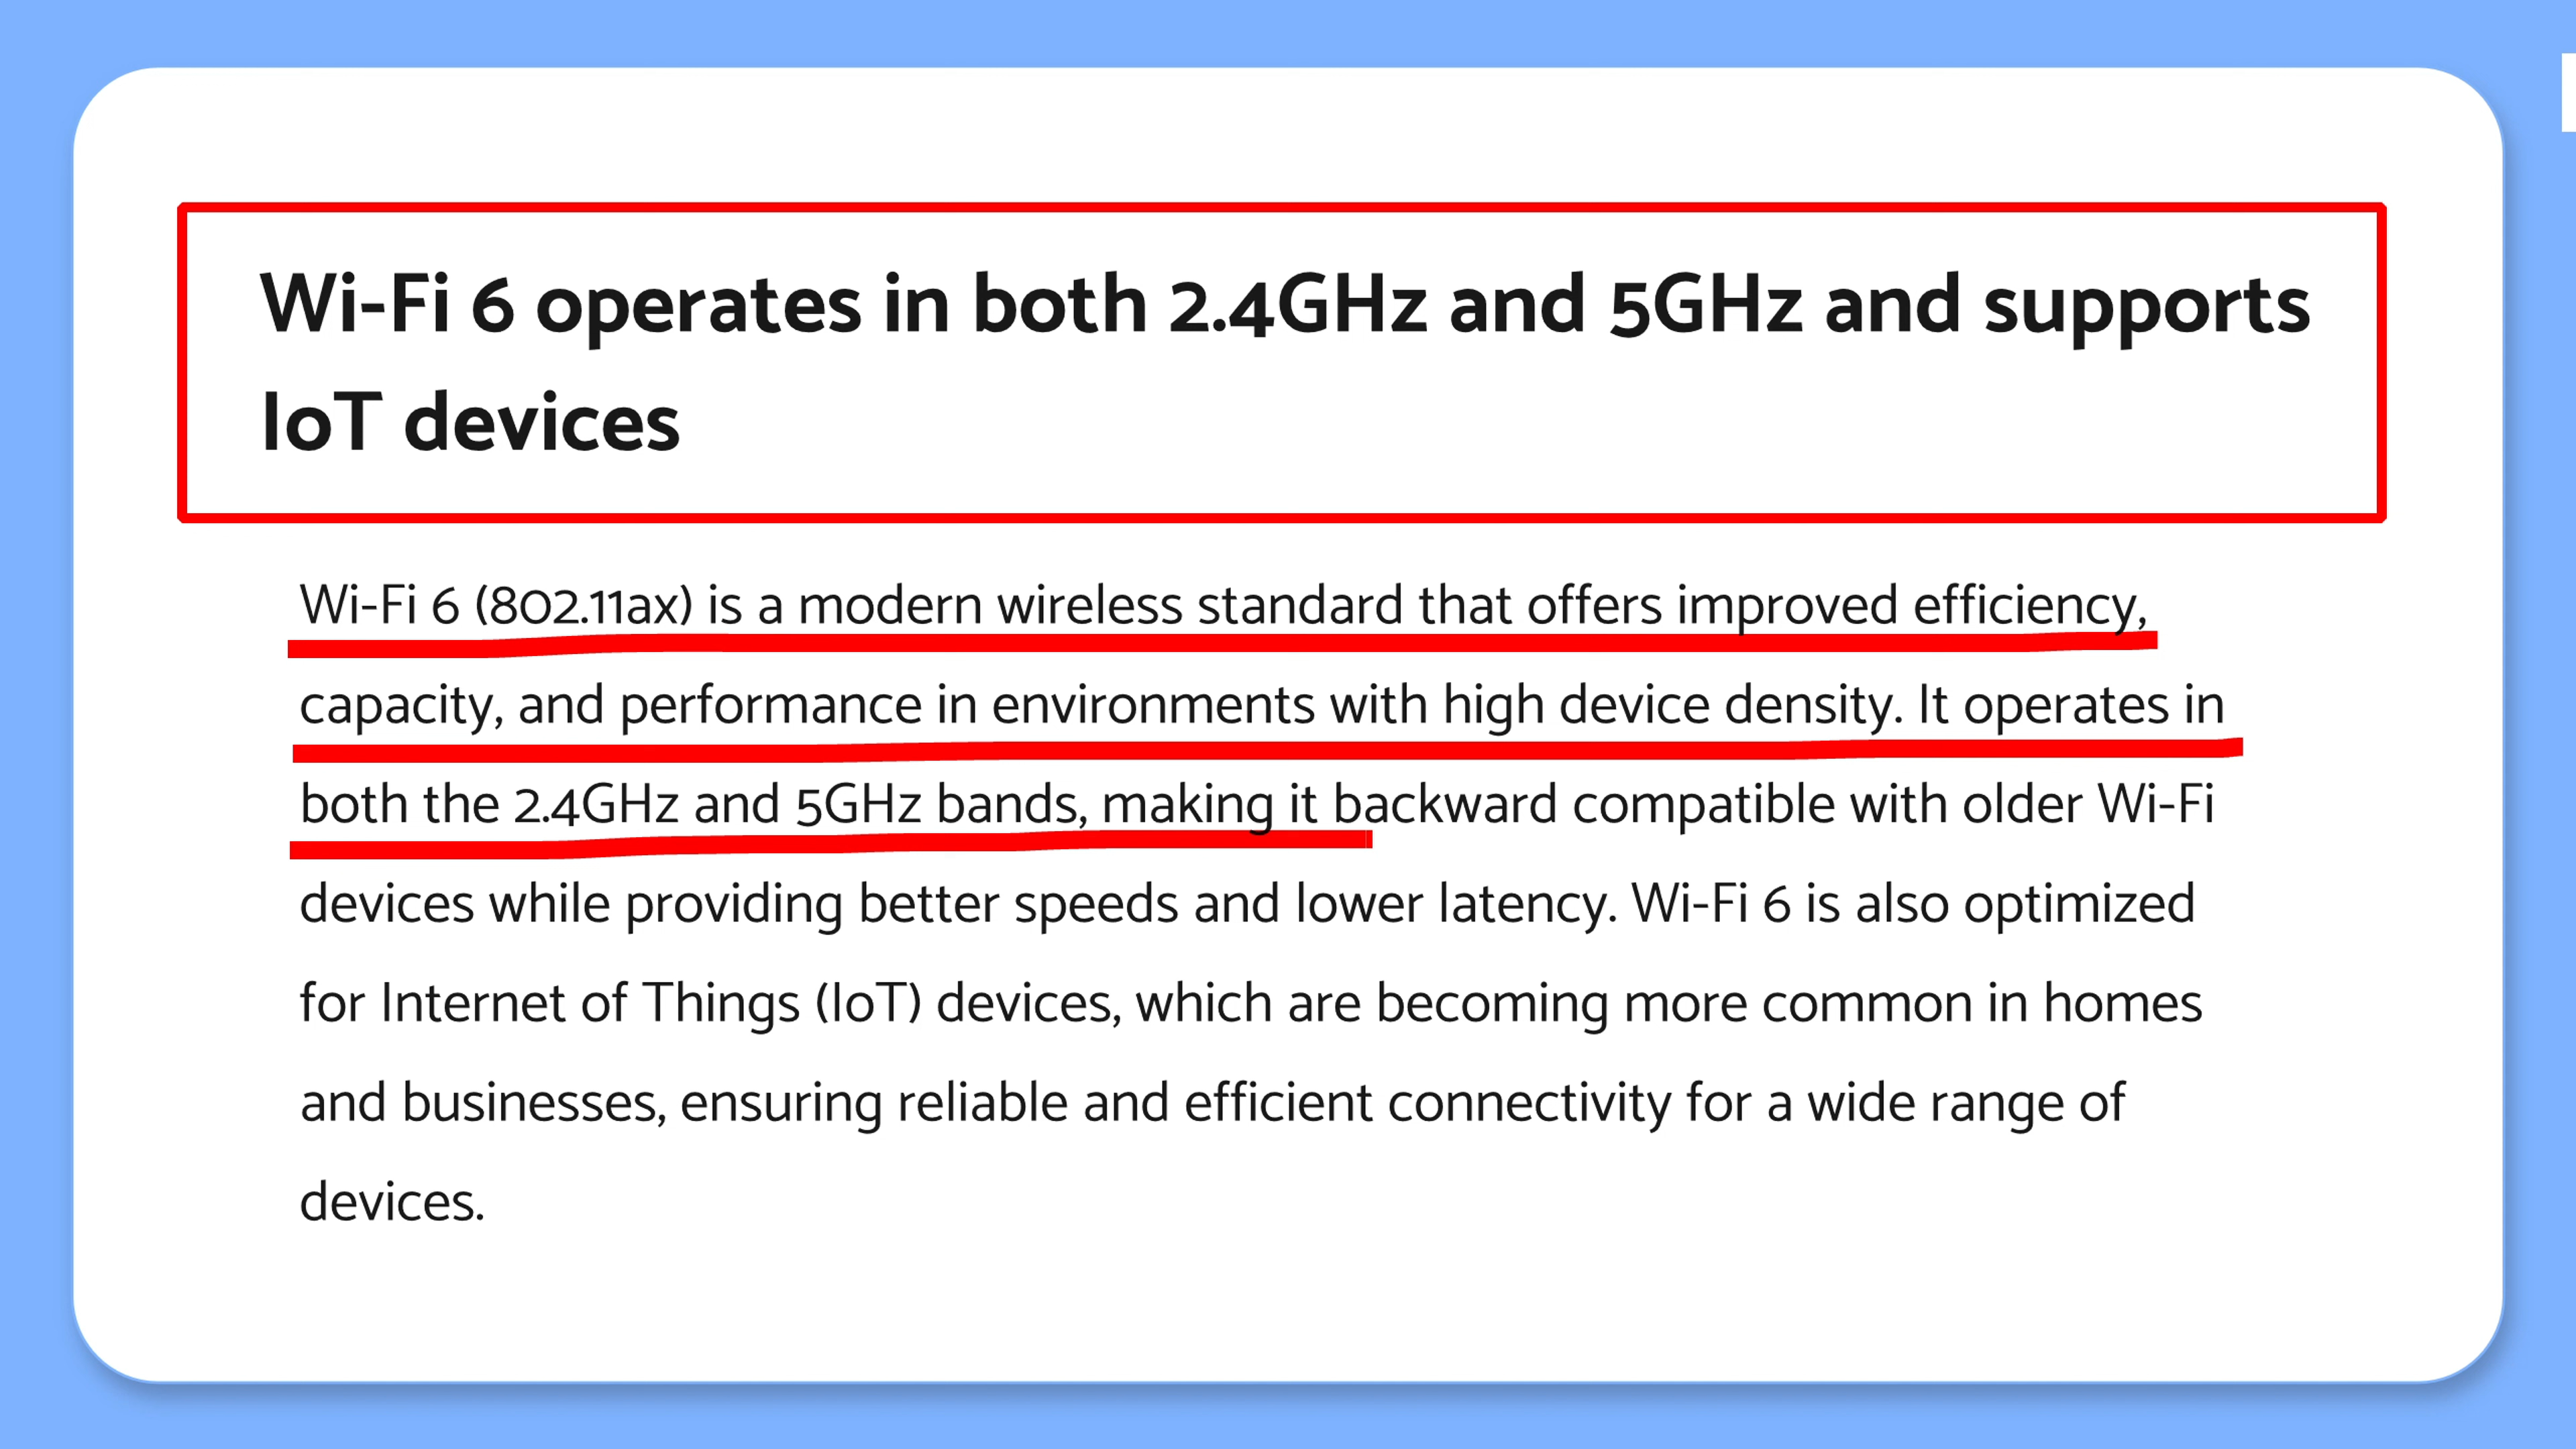 Wi-Fi 6 operates in both 2.4GHz and 5GHz and supports
IoT devices
Wi-Fi 6 (802.11ax) is a modern wireless standard that offers improved efficiency,
capacity, and performance in environments with high device density. It operates in
both the 2.4GHz and 5GHz bands, making it backward compatible with older Wi-Fi
devices while providing better speeds and lower latency. Wi-Fi 6 is also optimized
for Internet of Things (IoT) devices, which are becoming more common in homes
and businesses, ensuring reliable and efficient connectivity for a wide range of
devices.